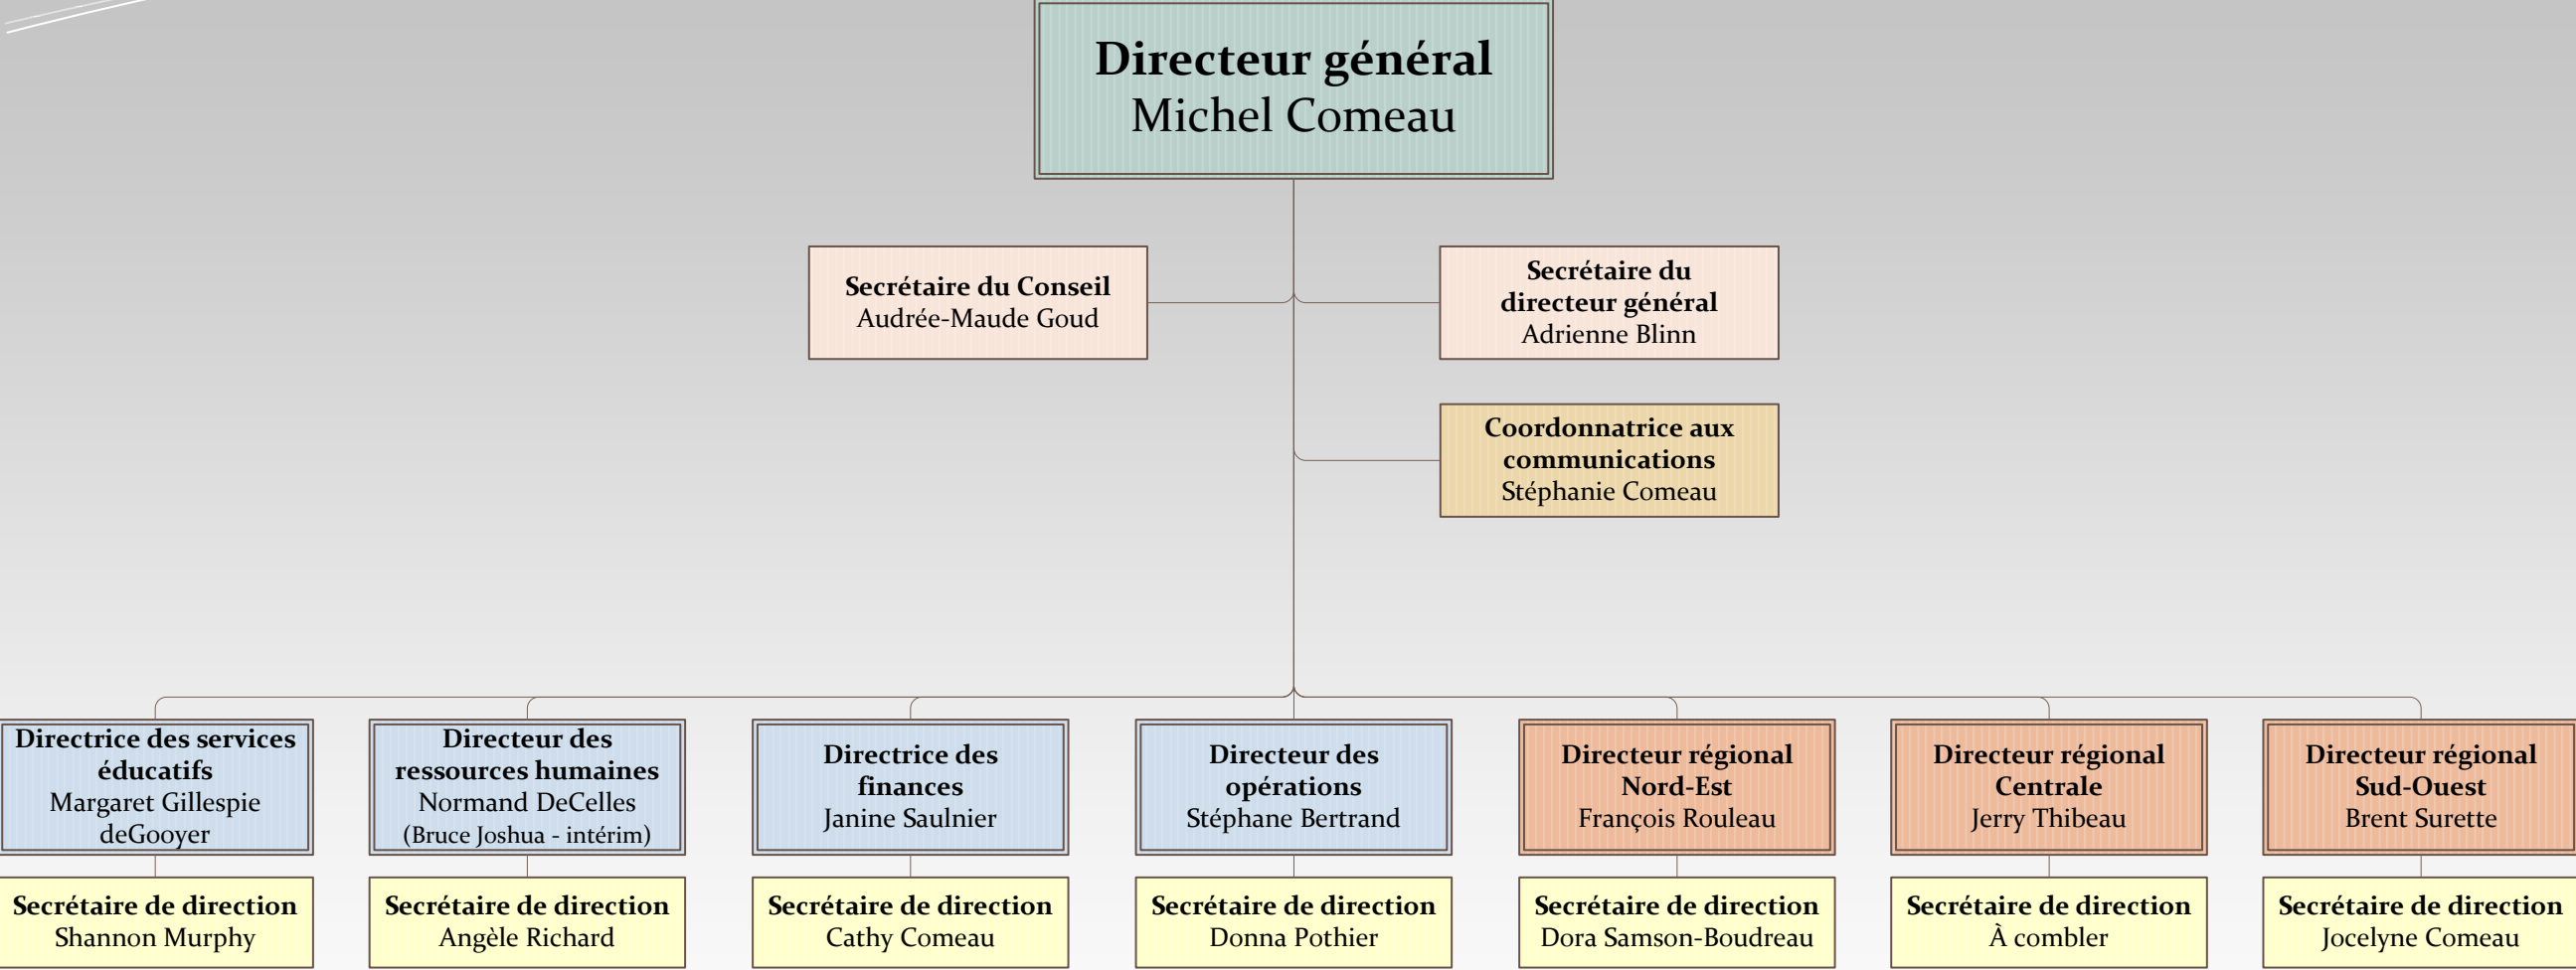 Directeur général
Michel Comeau
Secrétaire du Conseil
Audrée-Maude Goud
Secrétaire du
directeur général
Adrienne Blinn
Coordonnatrice aux
communications
Stéphanie Comeau
Directrice des services
éducatifs
Margaret Gillespie
deGooyer
Directeur des
ressources humaines
Normand DeCelles
(Bruce Joshua - intérim)
Directrice des
finances
Janine Saulnier
Directeur des
opérations
Stéphane Bertrand
Directeur régional
Nord-Est
François Rouleau
Directeur régional
Centrale
Jerry Thibeau
Directeur régional
Sud-Ouest
Brent Surette
Secrétaire de direction
Shannon Murphy
Secrétaire de direction
Angèle Richard
Secrétaire de direction
Cathy Comeau
Secrétaire de direction
Donna Pothier
Secrétaire de direction
Dora Samson-Boudreau
Secrétaire de direction
À combler
Secrétaire de direction
Jocelyne Comeau